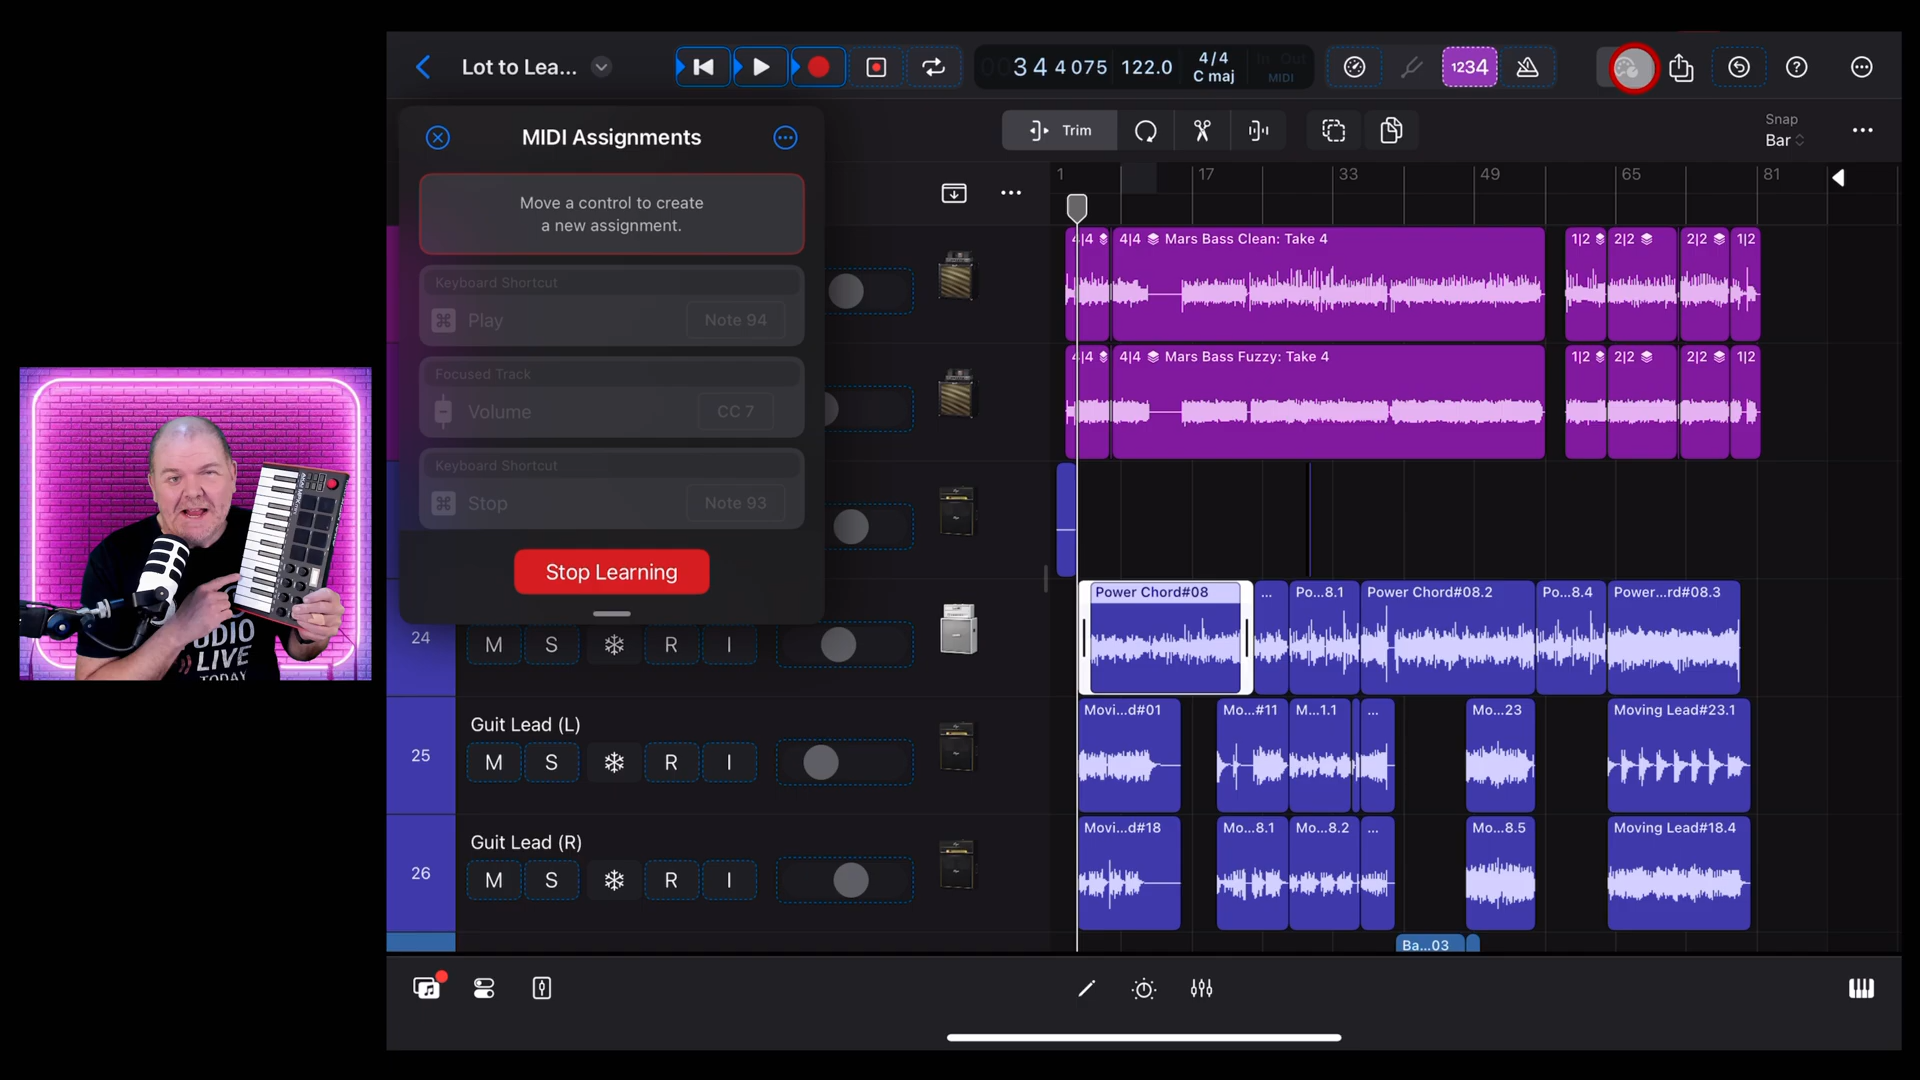 Lot to Lea...
34 4 075
122.0
4/4
C maj
In Out
MIDI
1234
MIDI Assignments
Move a control to create
a new assignment.
Keyboard Shortcut
Play
Note 94
Focused Track
Volume
CC 7
Keyboard Shortcut
Stop
Note 93
Stop Learning
Trim
Snap
Bar
1
17
33
49
65
81
4|4
4|4 Mars Bass Clean: Take 4
1|2
2|2
2|2
1|2
4|4
4|4 Mars Bass Fuzzy: Take 4
1|2
2|2
2|2
1|2
24
M S R I
Power Chord#08
...
Po...8.1
Power Chord#08.2
Po...8.4
Power...rd#08.3
25
Guit Lead (L)
M S R I
Movi...d#01
Mo...#11
M...1.1
...
Mo...23
Moving Lead#23.1
26
Guit Lead (R)
M S R I
Movi...d#18
Mo...8.1
Mo...8.2
...
Mo...8.5
Moving Lead#18.4
Ba...03
UDIO
LIVE
TODAY